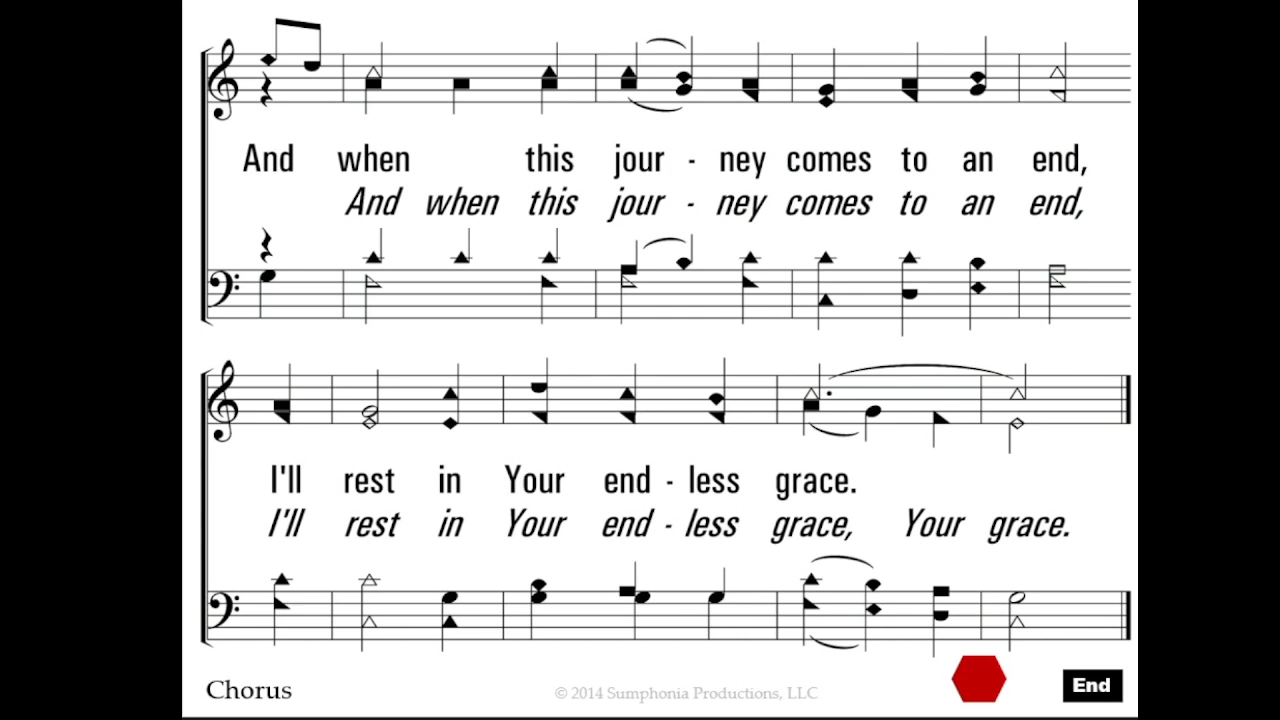 And when this jour - ney comes to an end,
And when this jour - ney comes to an end,
I'll rest in Your end - less grace.
I'll rest in Your end - less grace, Your grace.
Chorus
© 2014 Sumphonia Productions, LLC
End